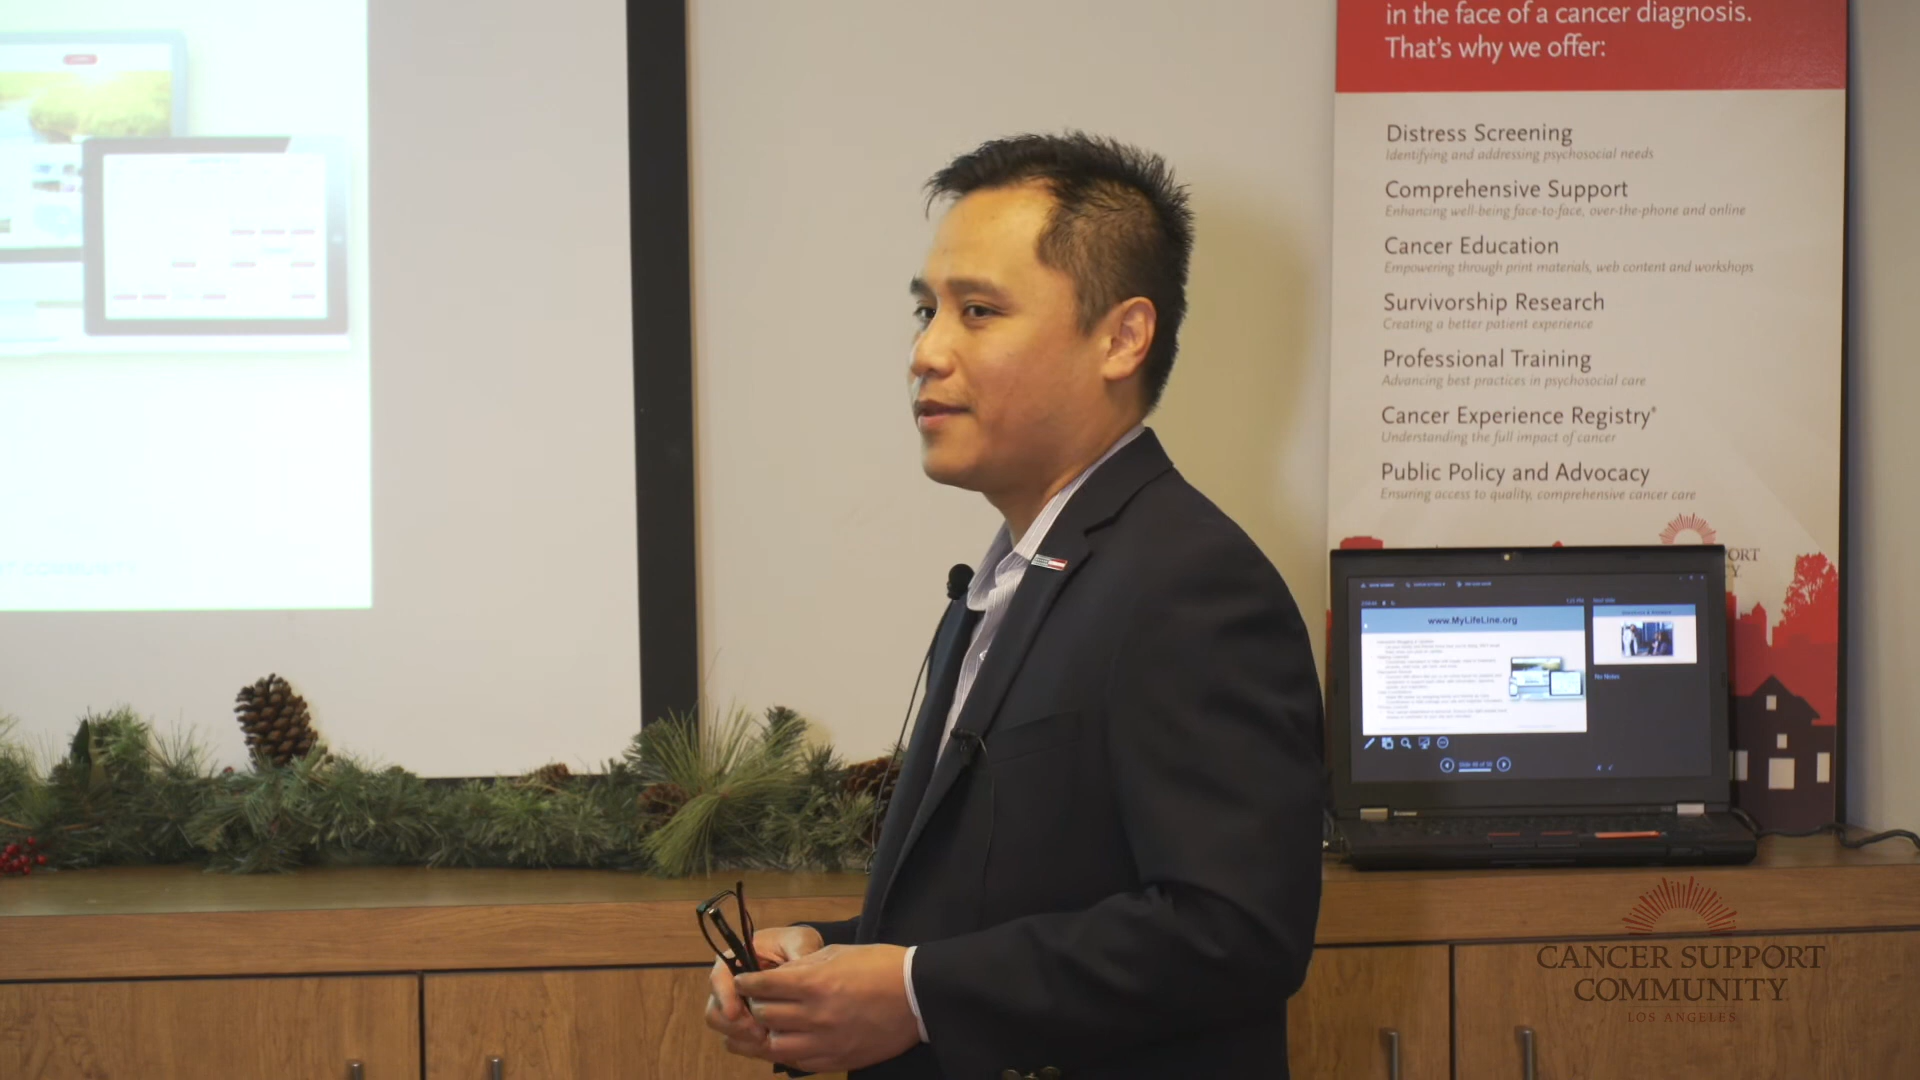 in the face of a cancer diagnosis.
That's why we offer:
Distress Screening
Identifying and addressing psychosocial needs
Comprehensive Support
Enhancing well-being face-to-face, over-the-phone and online
Cancer Education
Empowering through print materials, web content and workshops
Survivorship Research
Creating a better patient experience
Professional Training
Advancing best practices in psychosocial care
Cancer Experience Registry®
Understanding the full impact of cancer
Public Policy and Advocacy
Ensuring access to quality, comprehensive cancer care
www.MyLifeLine.org
No Notes
CANCER SUPPORT
COMMUNITY
LOS ANGELES